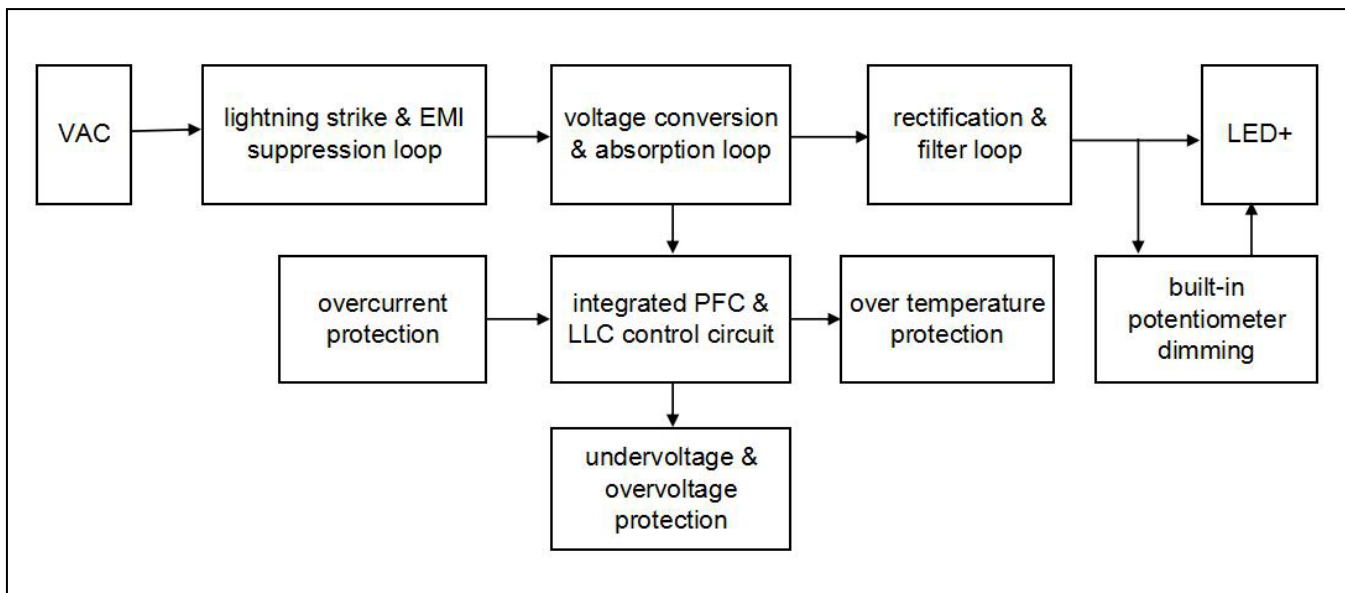 VAC
lightning strike & EMI
suppression loop
voltage conversion
& absorption loop
rectification &
filter loop
LED+
overcurrent
protection
integrated PFC &
LLC control circuit
over temperature
protection
built-in
potentiometer
dimming
undervoltage &
overvoltage
protection